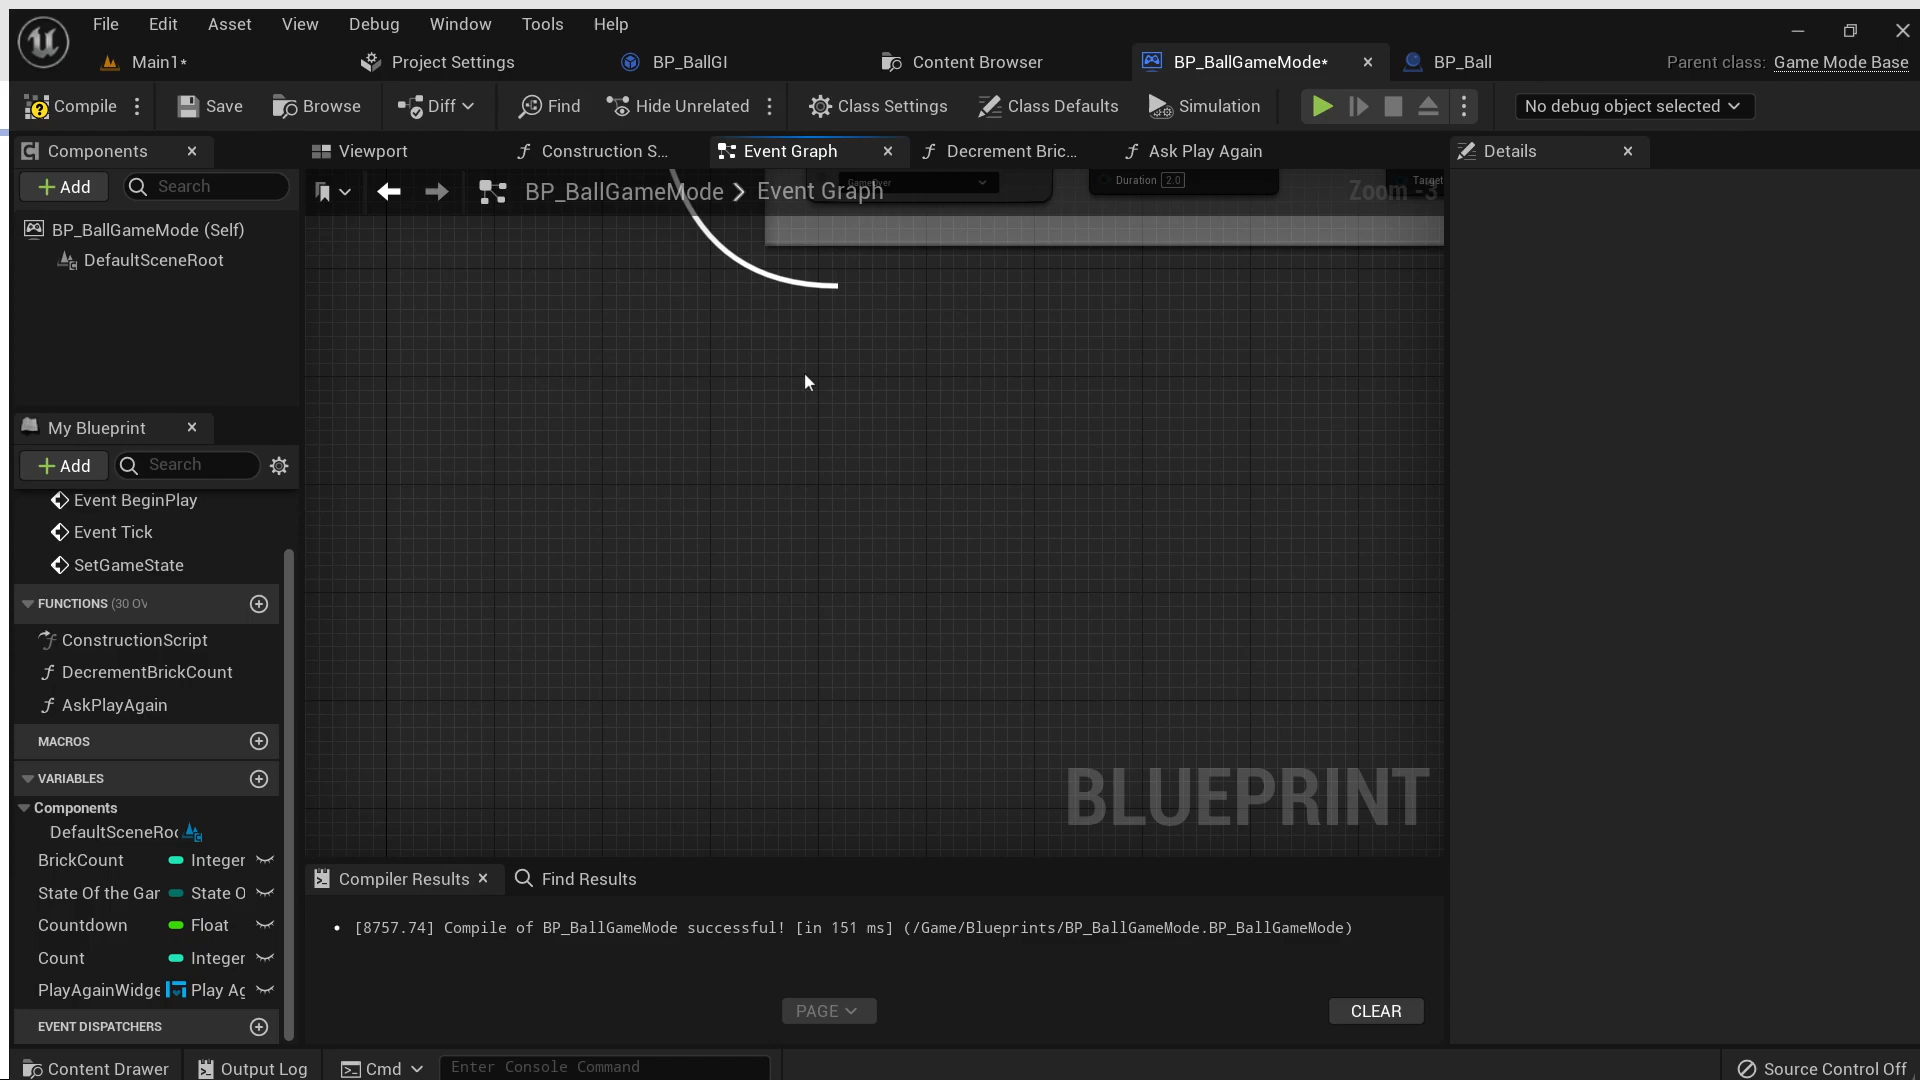 File Edit Asset View Debug Window Tools Help
Main1*
Project Settings
BP_BallGI
Content Browser
BP_BallGameMode*
BP_Ball
Parent class: Game Mode Base
Compile
Save
Browse
Diff
Find
Hide Unrelated
Class Settings
Class Defaults
Simulation
No debug object selected
Components
Viewport
Construction S...
Event Graph
Decrement Bric...
Ask Play Again
Details
Add
Search
BP_BallGameMode > Event Graph
GameOver
Duration 2.0
Target
Zoom -3
BP_BallGameMode (Self)
DefaultSceneRoot
My Blueprint
Add
Search
Event BeginPlay
Event Tick
SetGameState
FUNCTIONS (30 OV
ConstructionScript
DecrementBrickCount
AskPlayAgain
MACROS
VARIABLES
Components
DefaultSceneRoo
BrickCount Integer
State Of the Gar State O
Countdown Float
Count Integer
PlayAgainWidge Play Ag
EVENT DISPATCHERS
BLUEPRINT
Compiler Results
Find Results
• [8757.74] Compile of BP_BallGameMode successful! [in 151 ms] (/Game/Blueprints/BP_BallGameMode.BP_BallGameMode)
PAGE
CLEAR
Content Drawer
Output Log
Cmd
Enter Console Command
Source Control Off